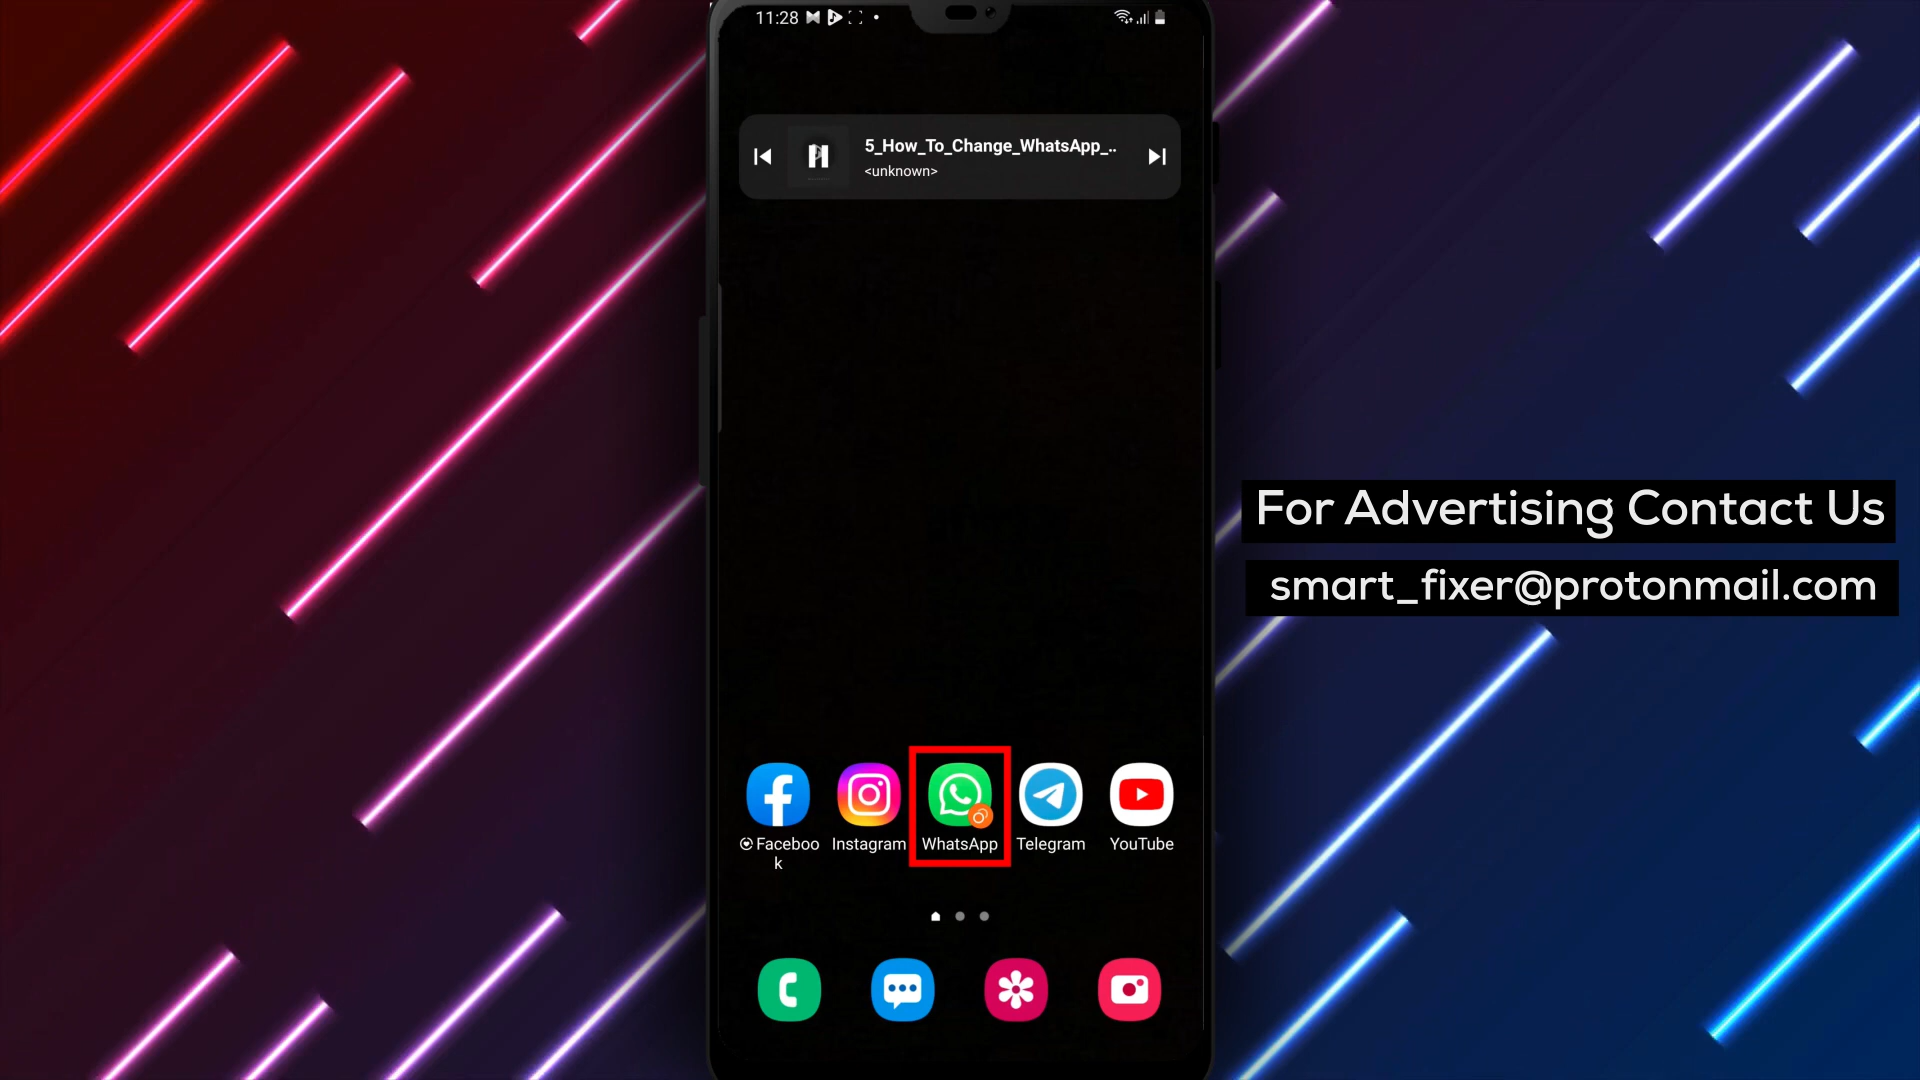 11:28
5_How_To_Change_WhatsApp_..
<unknown>
For Advertising Contact Us
smart_fixer@protonmail.com
Faceboo
k
Instagram
WhatsApp
Telegram
YouTube